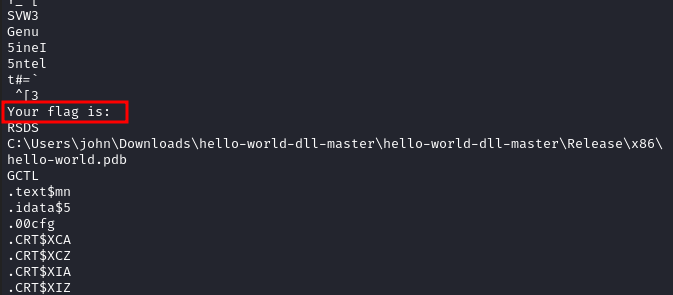 SVW3
Genu
5ineI
5ntel
t#=`
^[3
Your flag is:
RSDS
C:\Users\john\Downloads\hello-world-dll-master\hello-world-dll-master\Release\x86\
hello-world.pdb
GCTL
.text$mn
.idata$5
.00cfg
.CRT$XCA
.CRT$XCZ
.CRT$XIA
.CRT$XIZ